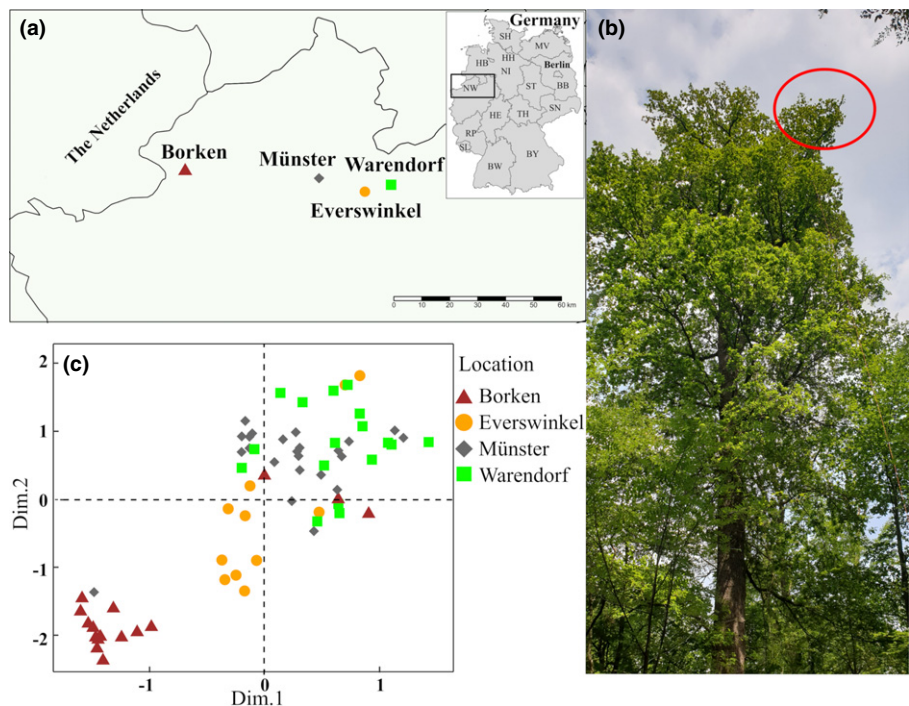 (a)
The Netherlands
Borken
Münster
Warendorf
Everswinkel
0 10 20 30 40 50 60 km
Germany
SH
MV
HH
HB
NI
Berlin
BB
NW
ST
HE
TH
SN
RP
SL
BW
BY
(b)
(c)
2
1
0
-1
-2
Dim.2
-1
0
1
Dim.1
Location
Borken
Everswinkel
Münster
Warendorf